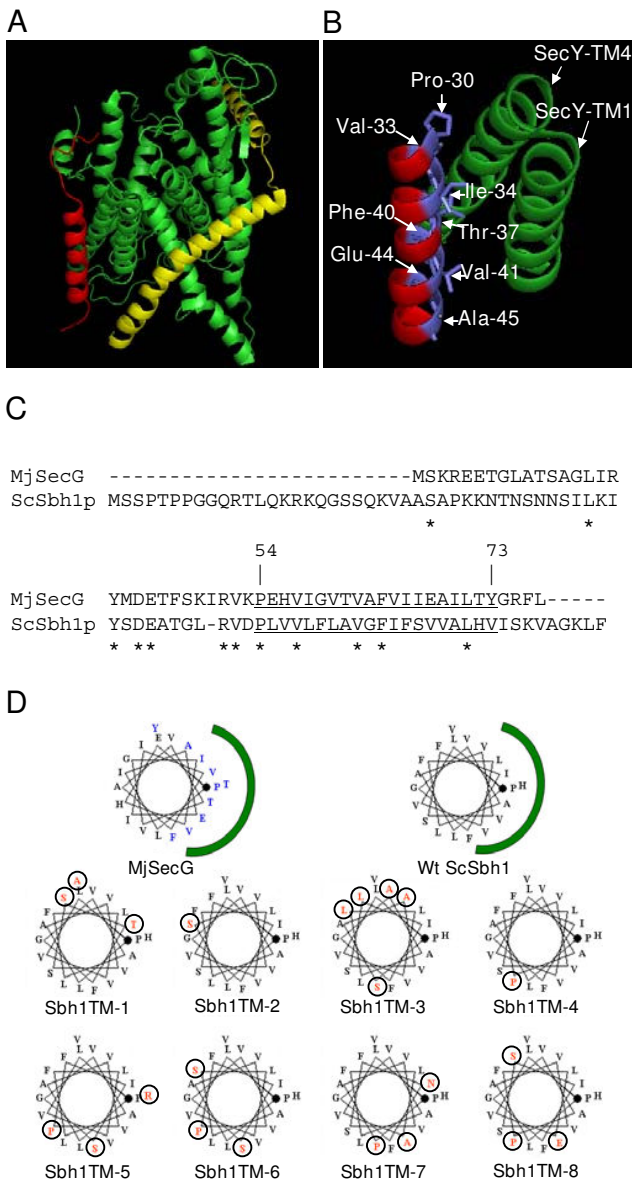 A
B
SecY-TM4
Pro-30
SecY-TM1
Val-33
Ile-34
Phe-40
Thr-37
Glu-44
Val-41
Ala-45
C
MjSecG -------------------------MSKREETGLATSAGLIR
ScSbh1p MSSPTPPGGQRTLQKRKQGSSQKVAASAPKKNTNSNNSILKI
* *
54 73
| |
MjSecG YMDETFSKIRVKPEHVIGVTVAFVIIEAILTYGRFL-----
ScSbh1p YSDEATGL-RVDPLVVLFLAVGFIFSVVALHVISKVAGKLF
* ** ** * * * * *
D
MjSecG
Wt ScSbh1
Sbh1TM-1
Sbh1TM-2
Sbh1TM-3
Sbh1TM-4
Sbh1TM-5
Sbh1TM-6
Sbh1TM-7
Sbh1TM-8